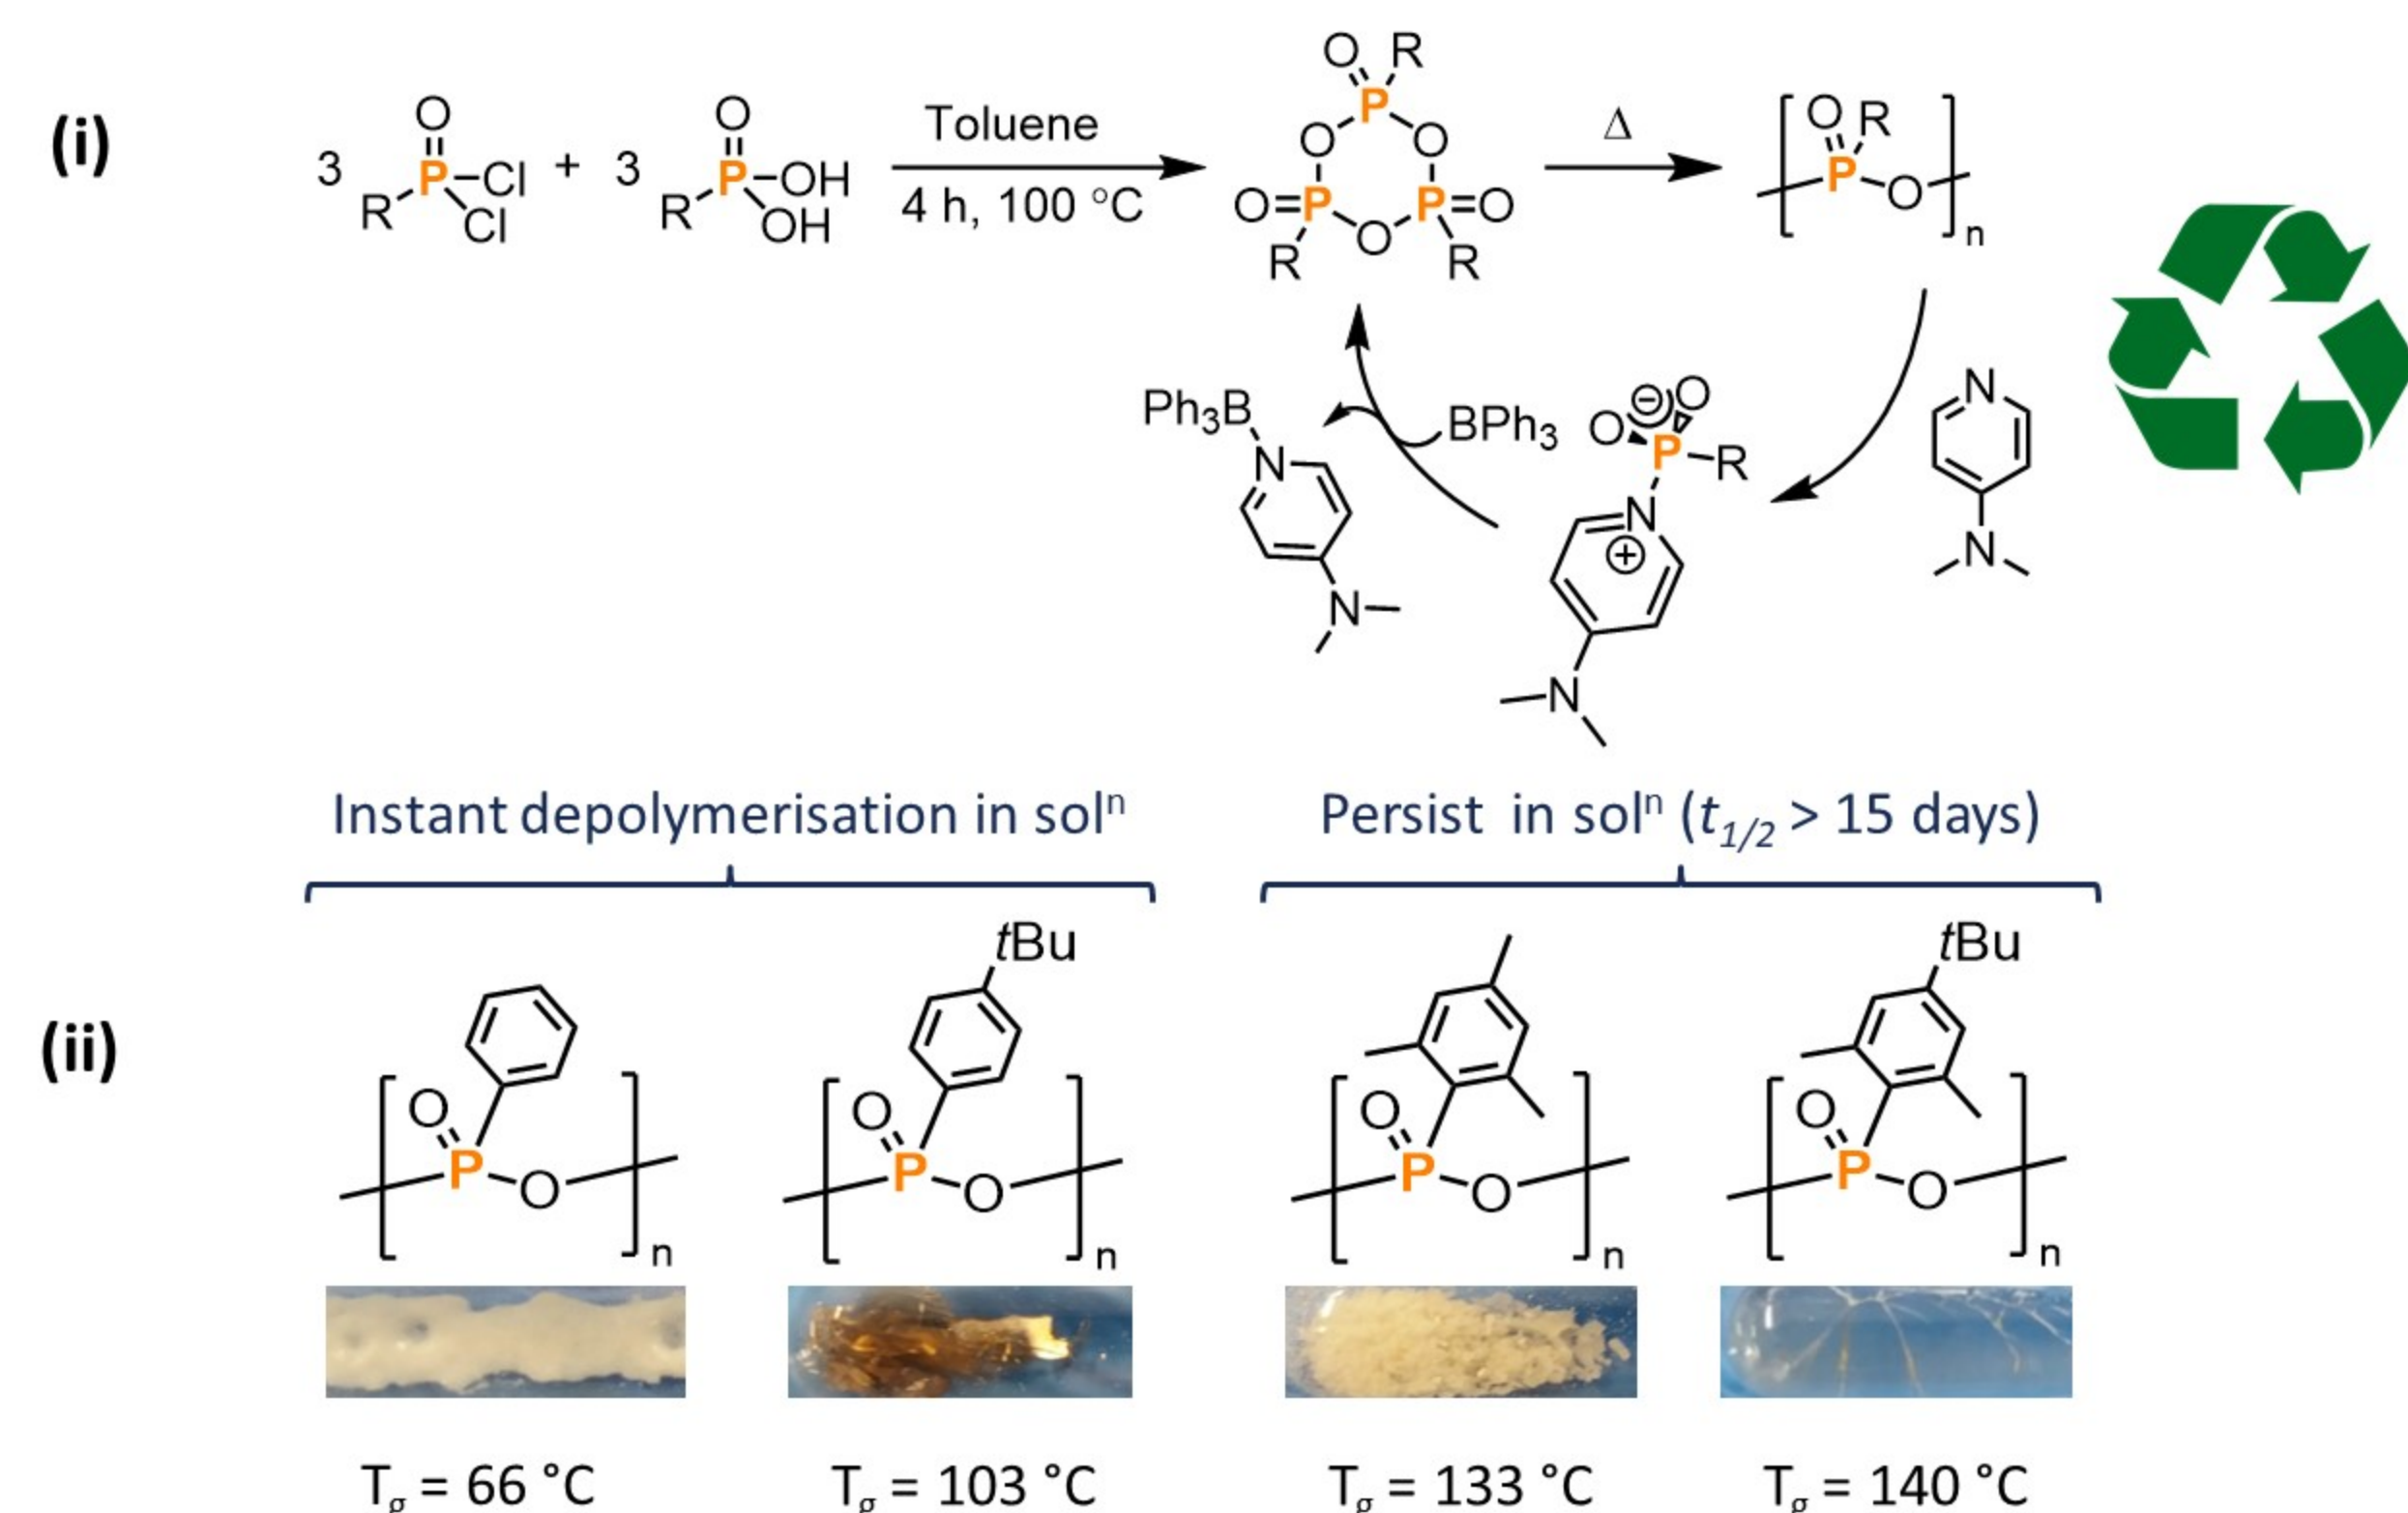 (i)
3 R P O Cl Cl + 3 R P O OH OH
Toluene
4 h, 100 °C
O R P O O O=P P=O O R R
Δ
[ O R P O ]n
Ph3B N N
BPh3
⊖ O O P R N ⊕ N
N N
Instant depolymerisation in solⁿ
Persist in solⁿ (t1/2 > 15 days)
(ii)
tBu
tBu
O P O n
O P O n
O P O n
O P O n
Tg = 66 °C
Tg = 103 °C
Tg = 133 °C
Tg = 140 °C